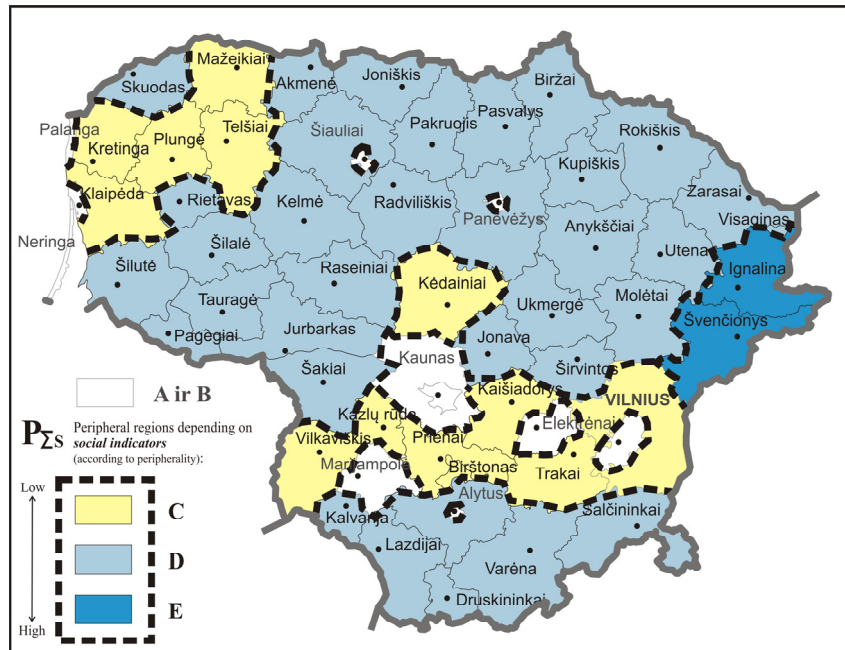 Mažeikiai
Skuodas
Akmenė
Joniškis
Biržai
Palanga
Kretinga
Plungė
Telšiai
Šiauliai
Pakruojis
Pasvalys
Rokiškis
Kupiškis
Klaipėda
Rietavas
Kelmė
Radviliškis
Panevėžys
Zarasai
Visaginas
Neringa
Šilalė
Anykščiai
Utena
Ignalina
Šilutė
Raseiniai
Kėdainiai
Tauragė
Ukmergė
Molėtai
Švenčionys
Pagėgiai
Jurbarkas
Jonava
Kaunas
Širvintos
Šakiai
Kaišiadorys
VILNIUS
Kazlų rūda
Elektrėnai
Vilkaviškis
Prienai
Marijampolė
Birštonas
Trakai
Alytus
Kalvarija
Šalčininkai
Lazdijai
Varėna
Druskininkai
A ir B
PΣS Peripheral regions depending on
social indicators
(according to peripherality):
Low
C
D
E
High